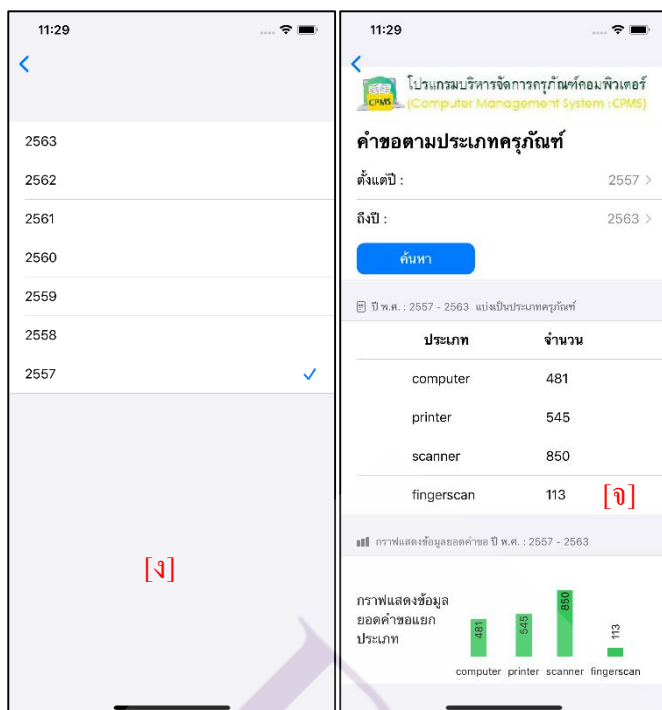 11:29
2563
2562
2561
2560
2559
2558
2557
[ง]
11:29
CPMS
โปรแกรมบริหารจัดการครุภัณฑ์คอมพิวเตอร์
(Computer Management System : CPMS)
คำขอตามประเภทครุภัณฑ์
ตั้งแต่ปี : 2557
ถึงปี : 2563
ค้นหา
ปี พ.ศ. : 2557 - 2563 แบ่งเป็นประเภทครุภัณฑ์
ประเภท จำนวน
computer 481
printer 545
scanner 850
fingerscan 113 [จ]
กราฟแสดงข้อมูลยอดคำขอ ปี พ.ศ. : 2557 - 2563
กราฟแสดงข้อมูล
ยอดคำขอแยก
ประเภท
481 545 850 113
computer printer scanner fingerscan